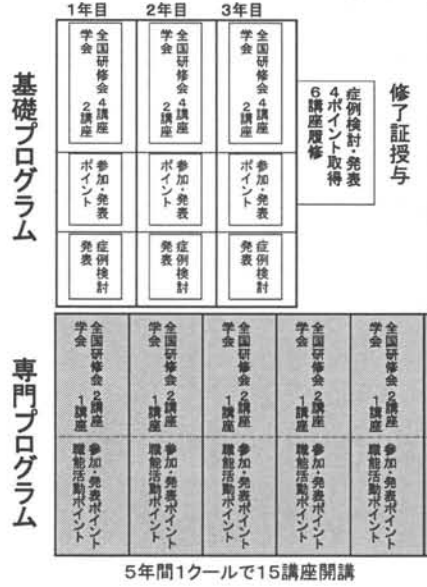 1年目
2年目
3年目
基礎プログラム
全国研修会4講座
学会 2講座
全国研修会4講座
学会 2講座
全国研修会4講座
学会 2講座
参加・発表
ポイント
参加・発表
ポイント
参加・発表
ポイント
症例検討
発表
症例検討
発表
症例検討
発表
症例検討・発表
4ポイント取得
6講座履修
修了証授与
専門プログラム
全国研修会2講座
学会 1講座
全国研修会2講座
学会 1講座
全国研修会2講座
学会 1講座
全国研修会2講座
学会 1講座
全国研修会2講座
学会 1講座
参加・発表ポイント
職能活動ポイント
参加・発表ポイント
職能活動ポイント
参加・発表ポイント
職能活動ポイント
参加・発表ポイント
職能活動ポイント
参加・発表ポイント
職能活動ポイント
5年間1クールで15講座開講